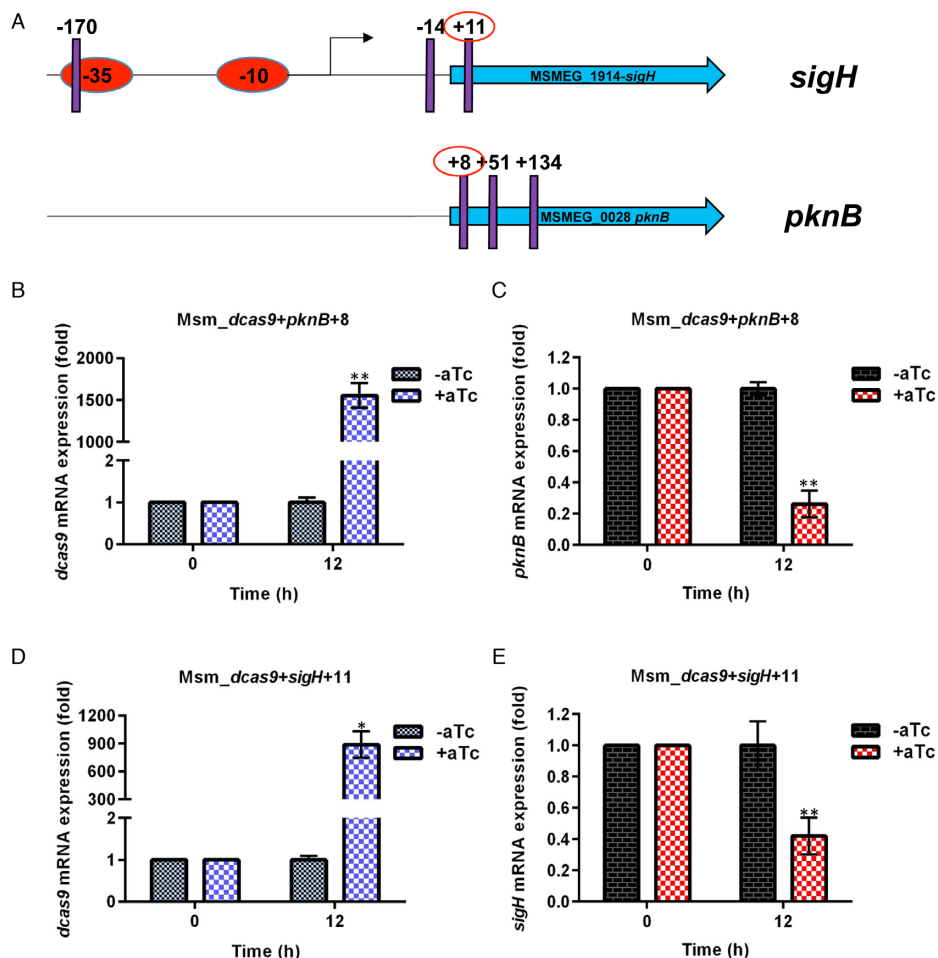 A
-170
-14
+11
-35
-10
MSMEG_1914-sigH
sigH
+8 +51 +134
MSMEG_0028 pknB
pknB
B
Msm_dcas9+pknB+8
dcas9 mRNA expression (fold)
2000
1500
1000
2
1
0
**
-aTc
+aTc
0
12
Time (h)
C
Msm_dcas9+pknB+8
pknB mRNA expression (fold)
1.2
1.0
0.8
0.6
0.4
0.2
0.0
**
-aTc
+aTc
0
12
Time (h)
D
Msm_dcas9+sigH+11
dcas9 mRNA expression (fold)
1200
900
600
300
2
1
0
*
-aTc
+aTc
0
12
Time (h)
E
Msm_dcas9+sigH+11
sigH mRNA expression (fold)
1.2
1.0
0.8
0.6
0.4
0.2
0.0
**
-aTc
+aTc
0
12
Time (h)